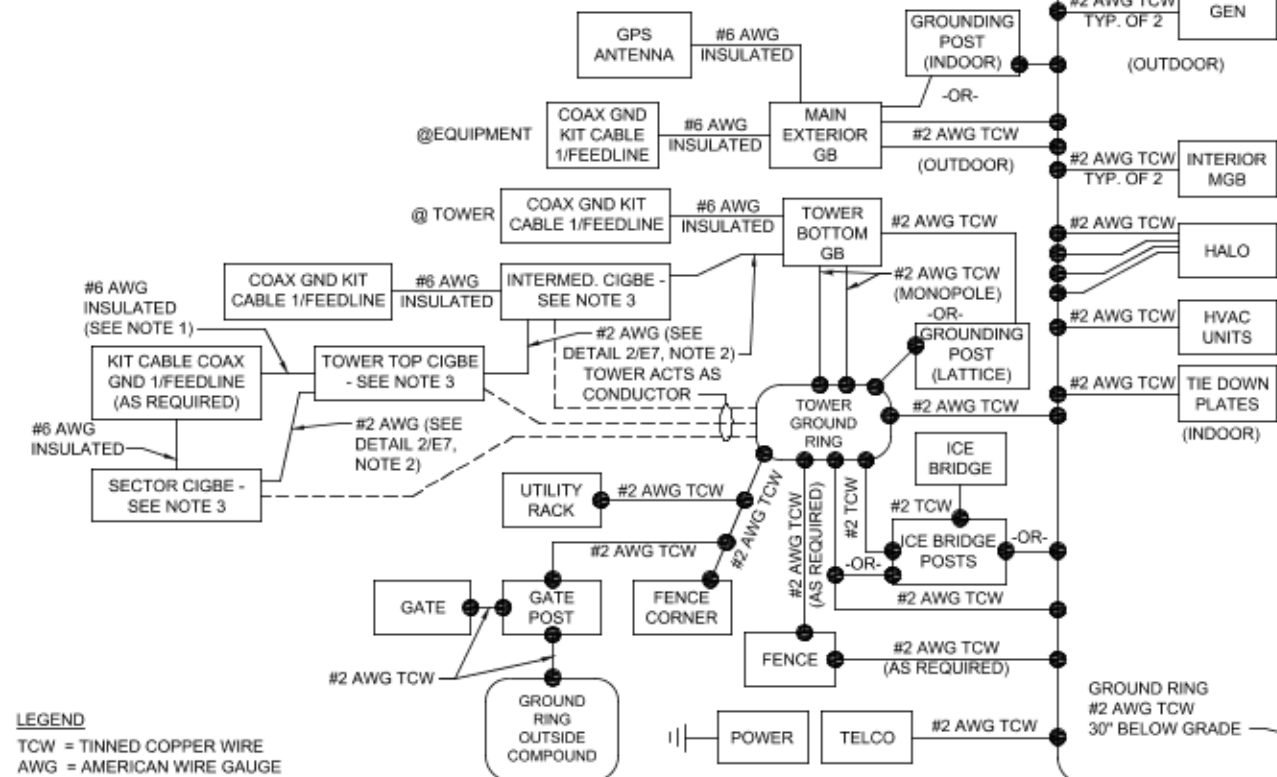 #2 AWG TCW
TYP. OF 2
GEN
(OUTDOOR)
GPS
ANTENNA
#6 AWG
INSULATED
GROUNDING
POST
(INDOOR)
-OR-
@EQUIPMENT
COAX GND
KIT CABLE
1/FEEDLINE
#6 AWG
INSULATED
MAIN
EXTERIOR
GB
#2 AWG TCW
(OUTDOOR)
#2 AWG TCW
TYP. OF 2
INTERIOR
MGB
@ TOWER
COAX GND KIT
CABLE 1/FEEDLINE
#6 AWG
INSULATED
TOWER
BOTTOM
GB
#2 AWG TCW
#2 AWG TCW
(MONOPOLE)
-OR-
GROUNDING
POST
(LATTICE)
#2 AWG TCW
HALO
COAX GND KIT
CABLE 1/FEEDLINE
#6 AWG
INSULATED
INTERMED. CIGBE -
SEE NOTE 3
#6 AWG
INSULATED
(SEE NOTE 1)
#2 AWG (SEE
DETAIL 2/E7, NOTE 2)
TOWER ACTS AS
CONDUCTOR
#2 AWG TCW
HVAC
UNITS
KIT CABLE COAX
GND 1/FEEDLINE
(AS REQUIRED)
TOWER TOP CIGBE
- SEE NOTE 3
#2 AWG TCW
TIE DOWN
PLATES
(INDOOR)
#6 AWG
INSULATED
#2 AWG (SEE
DETAIL 2/E7,
NOTE 2)
TOWER
GROUND
RING
#2 AWG TCW
SECTOR CIGBE -
SEE NOTE 3
UTILITY
RACK
#2 AWG TCW
#2 AWG TCW
#2 AWG TCW
(AS REQUIRED)
#2 TCW
ICE
BRIDGE
#2 TCW
ICE BRIDGE
POSTS
-OR-
-OR-
#2 AWG TCW
#2 AWG TCW
GATE
GATE
POST
FENCE
CORNER
#2 AWG TCW
FENCE
#2 AWG TCW
(AS REQUIRED)
GROUND
RING
OUTSIDE
COMPOUND
POWER
TELCO
#2 AWG TCW
GROUND RING
#2 AWG TCW
30" BELOW GRADE
LEGEND
TCW = TINNED COPPER WIRE
AWG = AMERICAN WIRE GAUGE